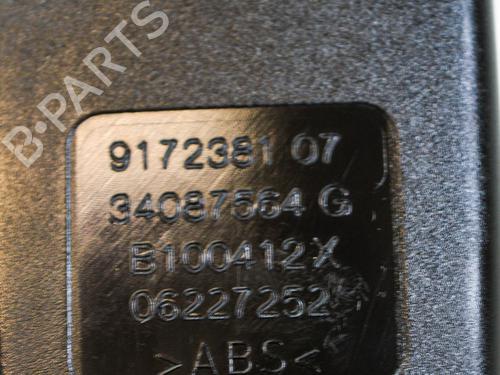 B-PARTS
9172381 07
34087564 G
B100412X
06227252
>ABS<